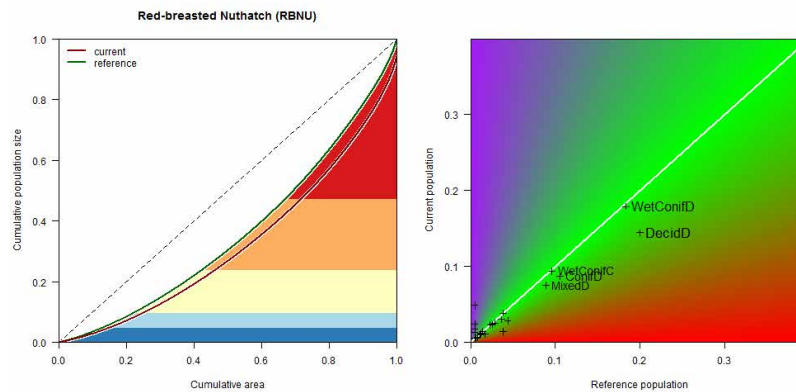 Red-breasted Nuthatch (RBNU)
current
reference
Cumulative population size
0.0
0.2
0.4
0.6
0.8
1.0
0.0 0.2 0.4 0.6 0.8 1.0
Cumulative area
Current population
0.0
0.1
0.2
0.3
WetConifD
DecidD
WetConifC
ConifD
MixedD
0.0 0.1 0.2 0.3
Reference population